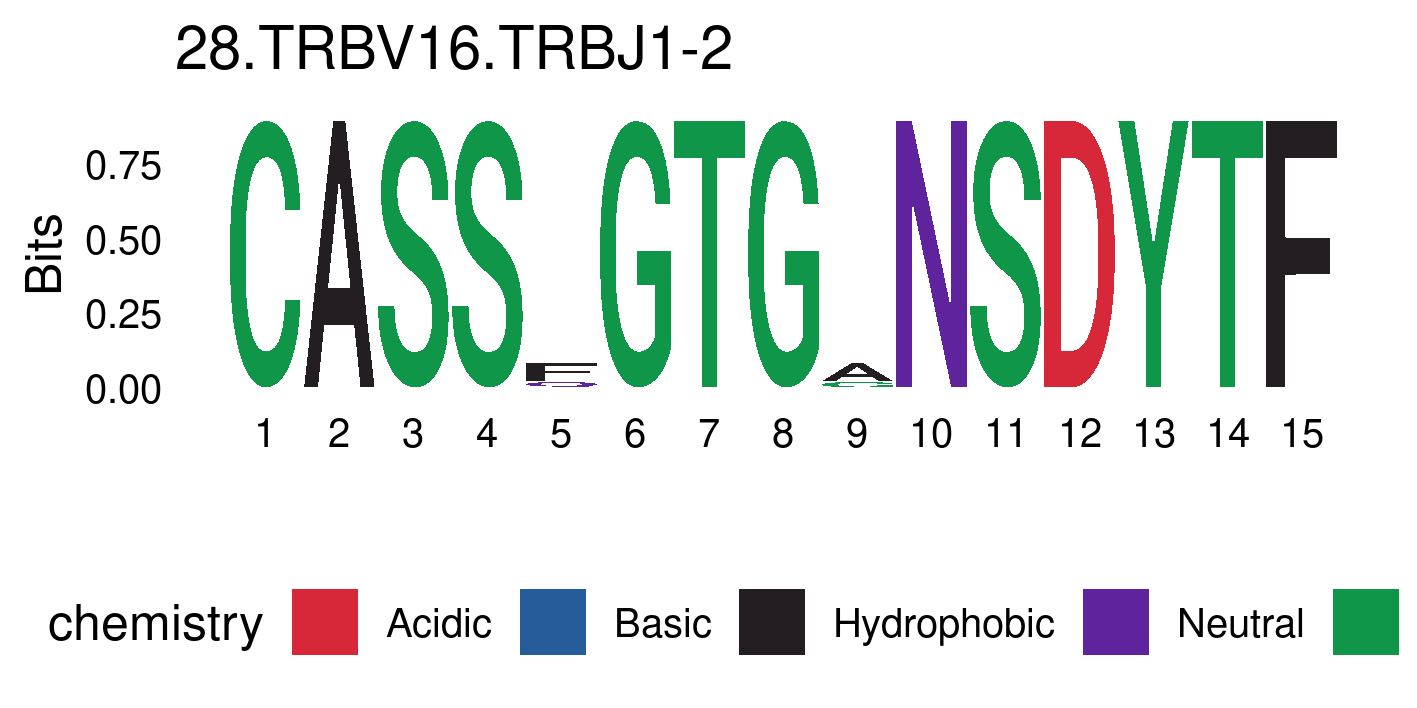 28.TRBV16.TRBJ1-2
Bits
0.75
0.50
0.25
0.00
CASSFGTGANSDYTF
Q
G
1 2 3 4 5 6 7 8 9 10 11 12 13 14 15
chemistry Acidic Basic Hydrophobic Neutral